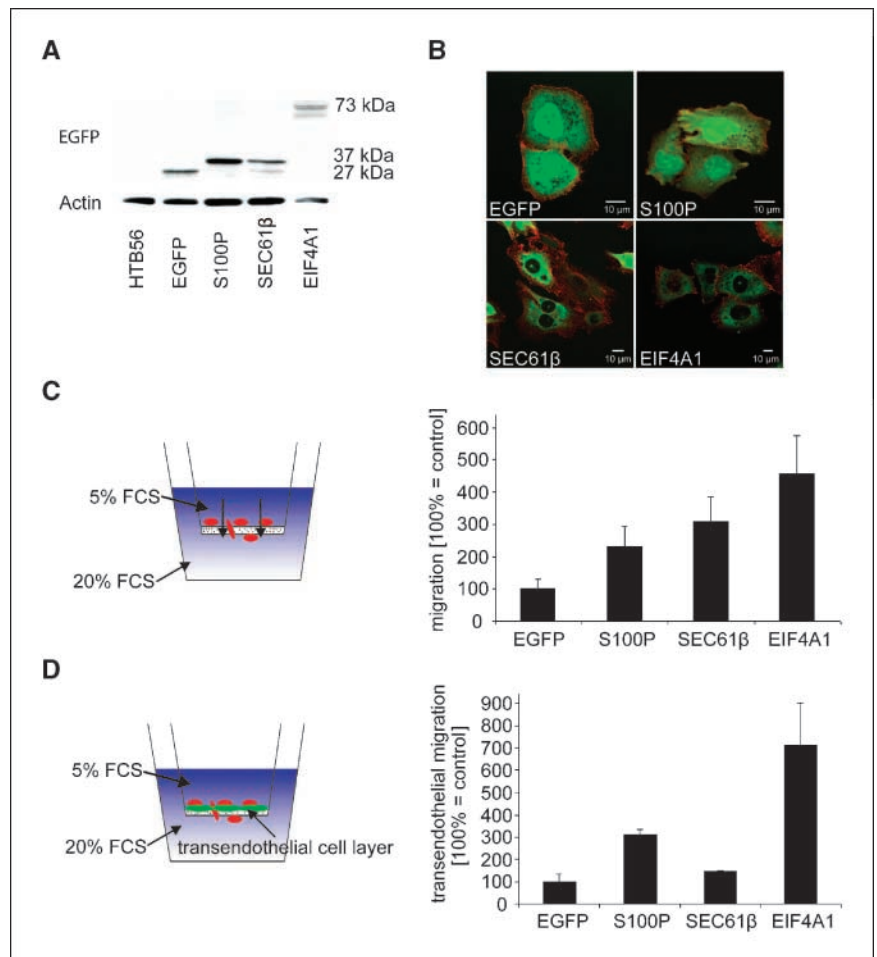 A
EGFP
73 kDa
37 kDa
27 kDa
Actin
HTB56
EGFP
S100P
SEC61β
EIF4A1
B
EGFP
10 µm
S100P
10 µm
SEC61β
10 µm
EIF4A1
10 µm
C
5% FCS
20% FCS
migration [100% = control]
600
500
400
300
200
100
0
EGFP
S100P
SEC61β
EIF4A1
D
5% FCS
20% FCS
transendothelial cell layer
transendothelial migration
[100% = control]
900
800
700
600
500
400
300
200
100
0
EGFP
S100P
SEC61β
EIF4A1